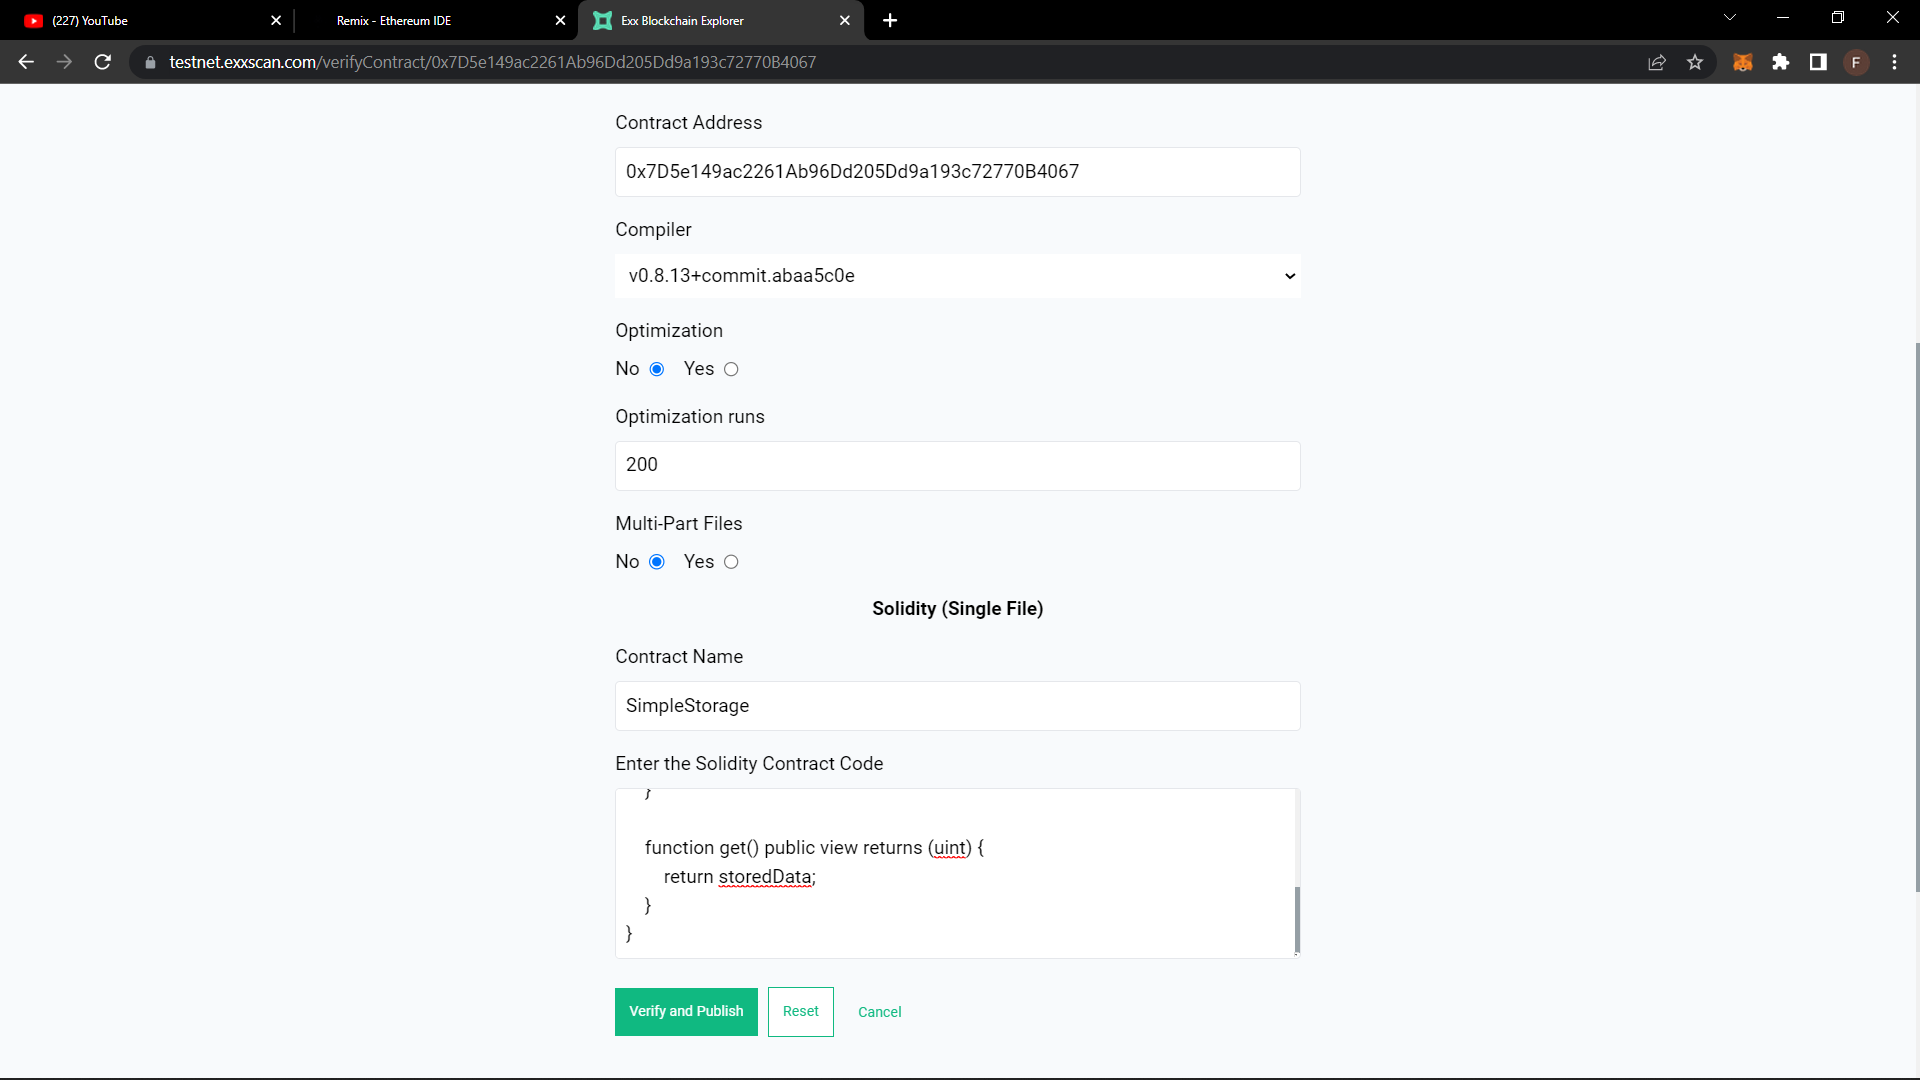 (227) YouTube
Remix - Ethereum IDE
Exx Blockchain Explorer
testnet.exxscan.com/verifyContract/0x7D5e149ac2261Ab96Dd205Dd9a193c72770B4067
F
Contract Address
0x7D5e149ac2261Ab96Dd205Dd9a193c72770B4067
Compiler
v0.8.13+commit.abaa5c0e
Optimization
No Yes
Optimization runs
200
Multi-Part Files
No Yes
Solidity (Single File)
Contract Name
SimpleStorage
Enter the Solidity Contract Code
}
function get() public view returns (uint) {
return storedData;
}
}
Verify and Publish
Reset
Cancel